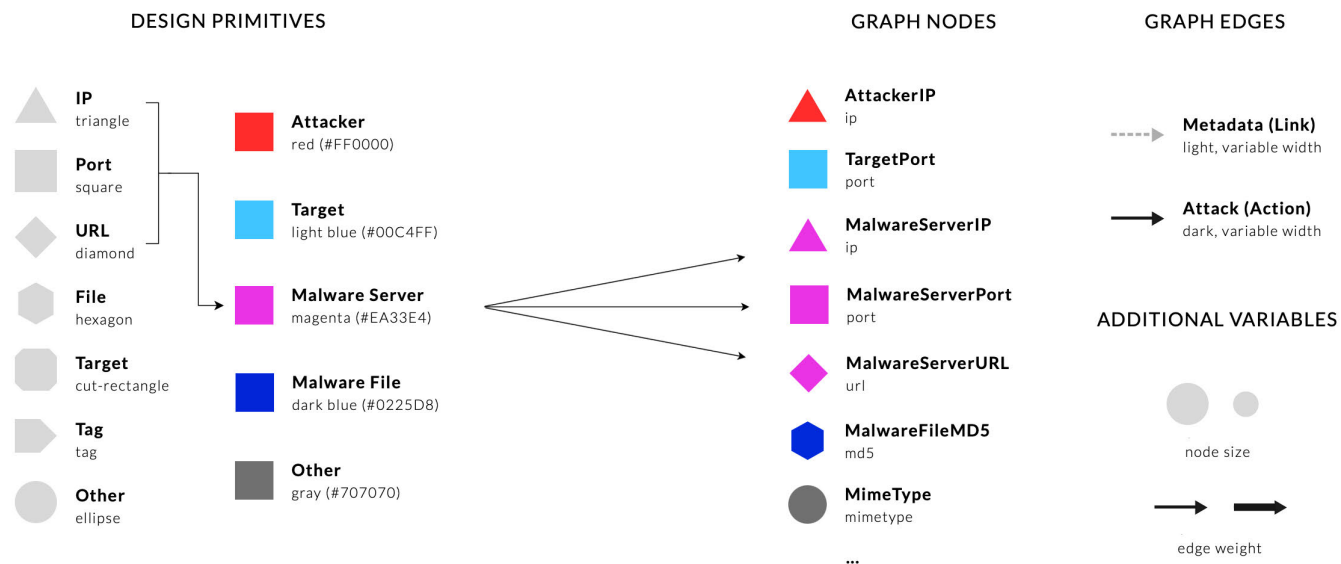 DESIGN PRIMITIVES
IP
triangle
Port
square
URL
diamond
File
hexagon
Target
cut-rectangle
Tag
tag
Other
ellipse
Attacker
red (#FF0000)
Target
light blue (#00C4FF)
Malware Server
magenta (#EA33E4)
Malware File
dark blue (#0225D8)
Other
gray (#707070)
GRAPH NODES
AttackerIP
ip
TargetPort
port
MalwareServerIP
ip
MalwareServerPort
port
MalwareServerURL
url
MalwareFileMD5
md5
MimeType
mimetype
...
GRAPH EDGES
Metadata (Link)
light, variable width
Attack (Action)
dark, variable width
ADDITIONAL VARIABLES
node size
edge weight